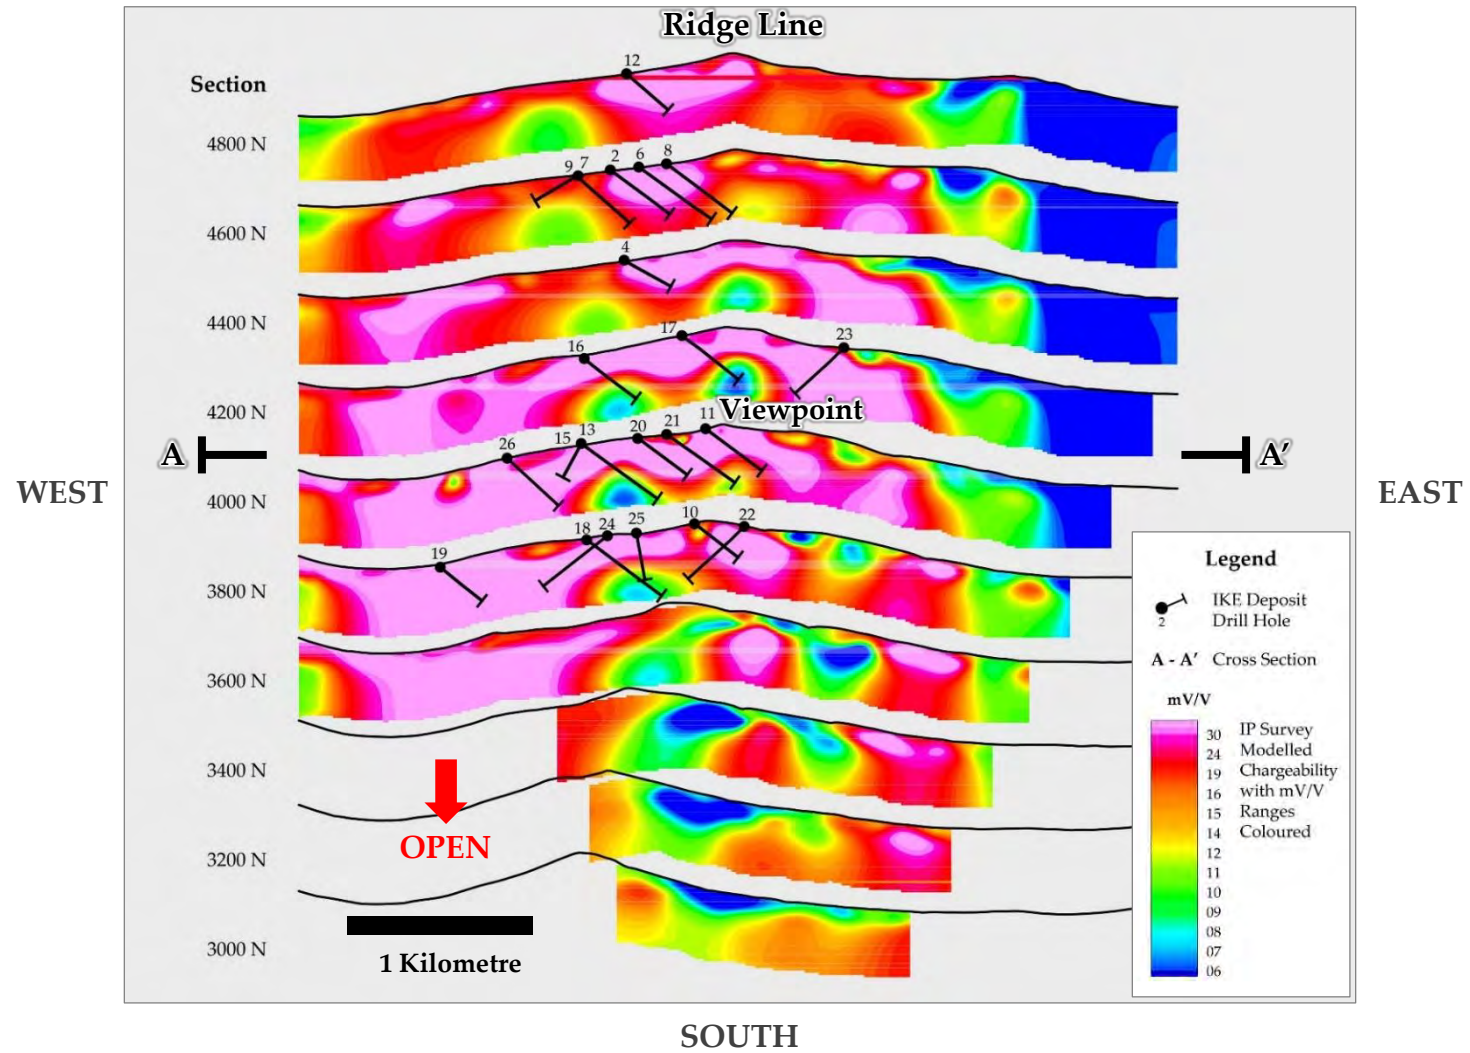 Ridge Line
12
Section
4800 N
9 7 2 6 8
4600 N
4
4400 N
17
16
23
4200 N
Viewpoint
26 15 13 20 21 11
A
A'
WEST
EAST
4000 N
19 18 24 25 10 22
3800 N
3600 N
3400 N
OPEN
3200 N
3000 N
1 Kilometre
Legend
2
IKE Deposit
Drill Hole
A - A' Cross Section
mV/V
30
24
19
16
15
14
12
11
10
09
08
07
06
IP Survey
Modelled
Chargeability
with mV/V
Ranges
Coloured
SOUTH